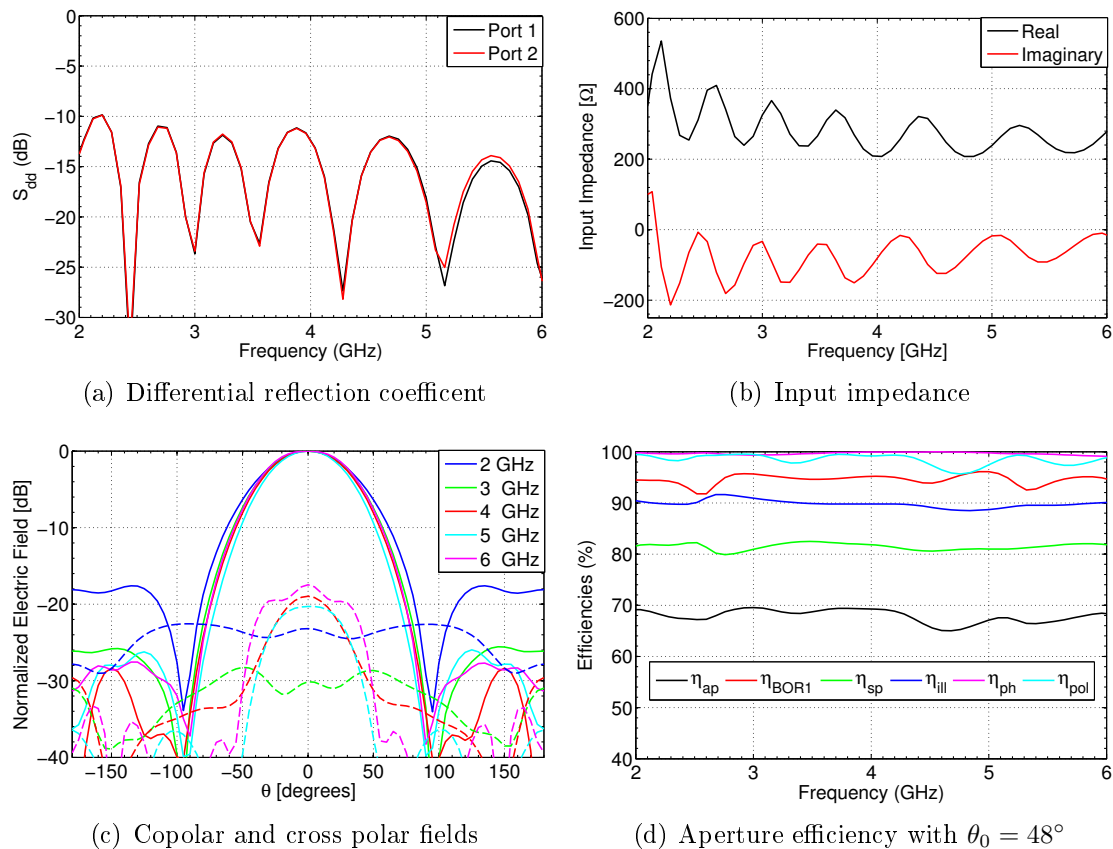 0
−5
−10
−15
−20
−25
−30
2 3 4 5 6
S_dd (dB)
Frequency (GHz)
Port 1
Port 2
(a) Differential reflection coefficent
600
400
200
0
−200
2 3 4 5 6
Input Impedance [Ω]
Frequency [GHz]
Real
Imaginary
(b) Input impedance
0
−10
−20
−30
−40
−150 −100 −50 0 50 100 150
Normalized Electric Field [dB]
θ [degrees]
2 GHz
3 GHz
4 GHz
5 GHz
6 GHz
(c) Copolar and cross polar fields
100
90
80
70
60
50
40
2 3 4 5 6
Efficiencies (%)
Frequency (GHz)
η_ap η_BOR1 η_sp η_ill η_ph η_pol
(d) Aperture efficiency with θ_0 = 48°